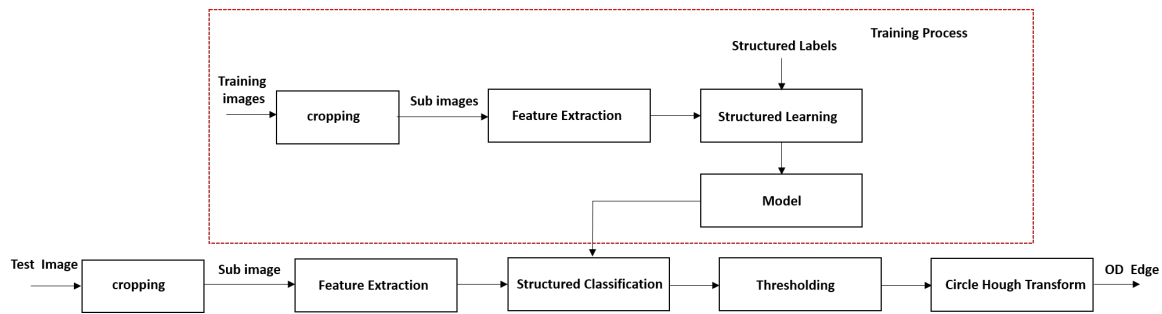 Training Process
Structured Labels
Training
images
cropping
Sub images
Feature Extraction
Structured Learning
Model
Test Image
cropping
Sub image
Feature Extraction
Structured Classification
Thresholding
Circle Hough Transform
OD Edge